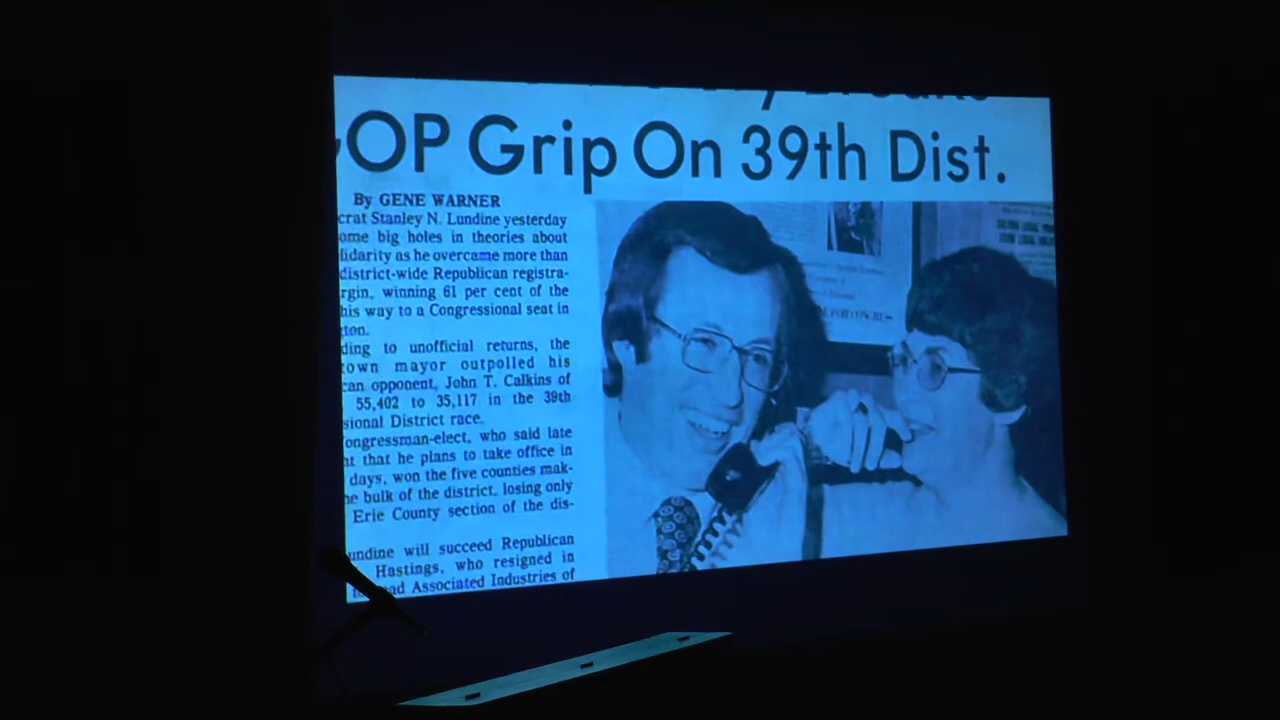 GOP Grip On 39th Dist.
By GENE WARNER
crat Stanley N. Lundine yesterday
ome big holes in theories about
lidarity as he overcame more than
district-wide Republican registra-
rgin, winning 61 per cent of the
his way to a Congressional seat in
ton.
ding to unofficial returns, the
town mayor outpolled his
can opponent, John T. Calkins of
55,402 to 35,117 in the 39th
sional District race.
ongressman-elect, who said late
ht that he plans to take office in
days, won the five counties mak-
he bulk of the district, losing only
Erie County section of the dis-
undine will succeed Republican
Hastings, who resigned in
and Associated Industries of